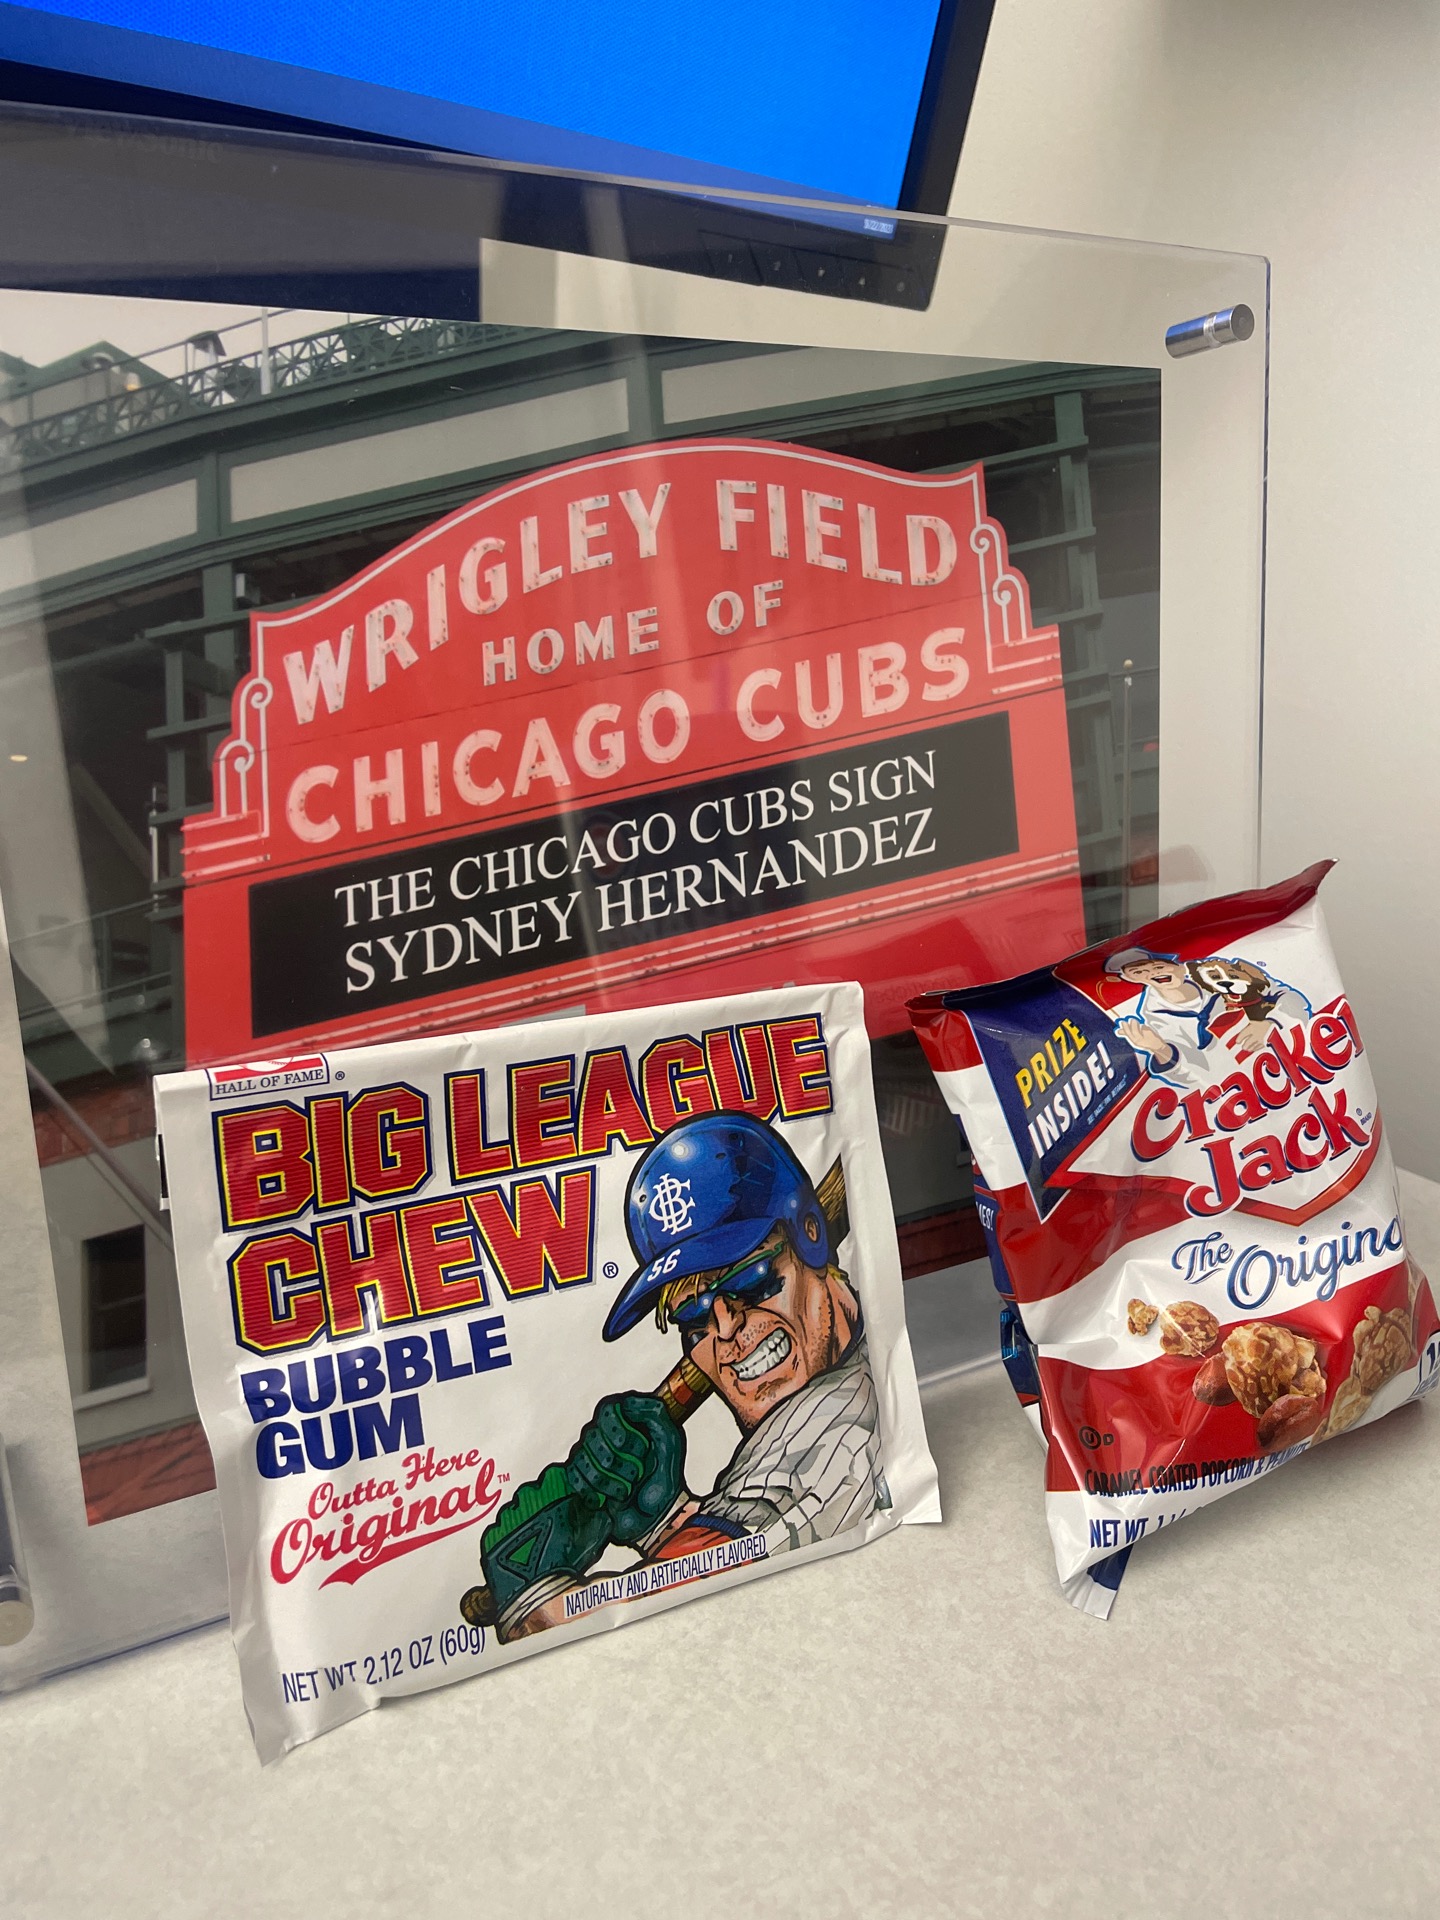 WRIGLEY FIELD
HOME OF
CHICAGO CUBS
THE CHICAGO CUBS SIGN
SYDNEY HERNANDEZ
HALL OF FAME ®
BIG LEAGUE
CHEW ®
BUBBLE
GUM
Outta Here
Original™
56
NATURALLY AND ARTIFICIALLY FLAVORED
NET WT 2.12 OZ (60g)
PRIZE
INSIDE!
Cracker
Jack®
The Original
CARAMEL COATED POPCORN & PEANUTS
NET WT.